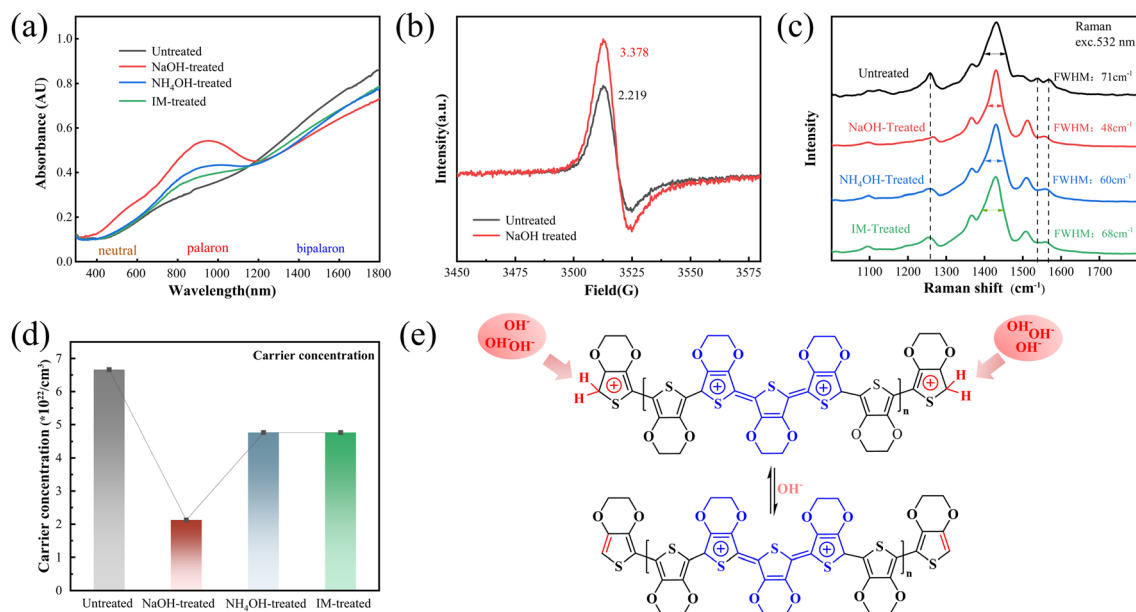 (a)
Absorbance (AU)
1.0
0.8
0.6
0.4
0.2
0.0
Untreated
NaOH-treated
NH₄OH-treated
IM-treated
neutral
palaron
bipalaron
400 600 800 1000 1200 1400 1600 1800
Wavelength(nm)
(b)
Intensity(a.u.)
3.378
2.219
Untreated
NaOH treated
3450 3475 3500 3525 3550 3575
Field(G)
(c)
Intensity
Raman
exc.532 nm
Untreated
FWHM：71cm⁻¹
NaOH-Treated
FWHM：48cm⁻¹
NH₄OH-Treated
FWHM：60cm⁻¹
IM-Treated
FWHM：68cm⁻¹
1100 1200 1300 1400 1500 1600 1700
Raman shift （cm⁻¹）
(d)
Carrier concentration (*10²²/cm³)
Carrier concentration
7
6
5
4
3
2
1
0
Untreated NaOH-treated NH₄OH-treated IM-treated
(e)
OH⁻
OH⁻OH⁻
OH⁻
OH⁻
OH⁻
O O O O O O O O
H H S + S S + S S + S S + H H
O O O O O O
n
OH⁻
O O O O O O O O
S S S + S S + S S
O O O O O O
n